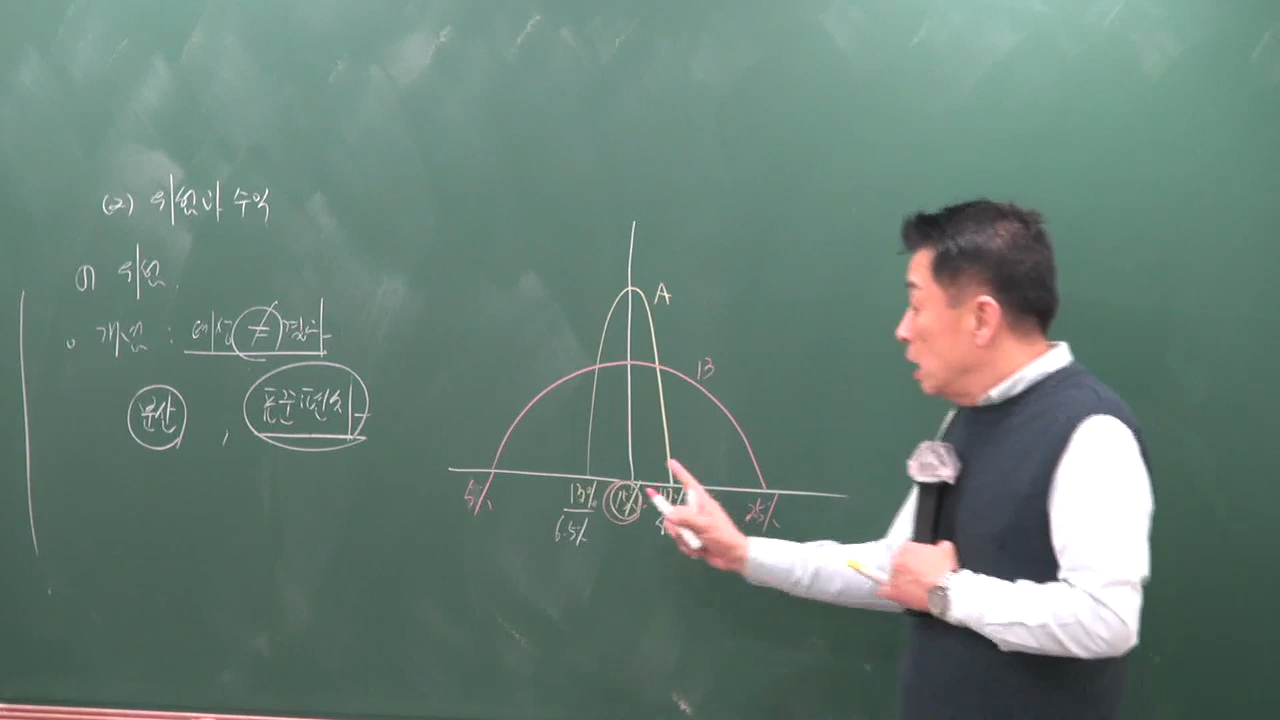 (2) 위험과 수익
① 위험
• 개념 : 예상 ≠ 결과
분산 , 표준편차
A
B
5% 13% 15% 17% 25%
6.5%